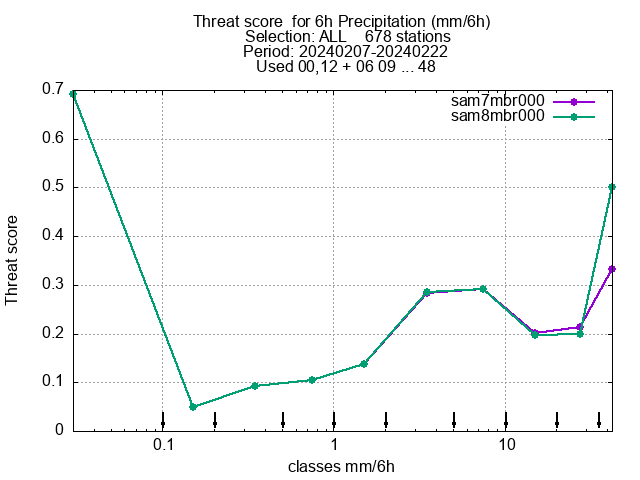 Threat score  for 6h Precipitation (mm/6h)
Selection: ALL    678 stations
Period: 20240207-20240222
Used 00,12 + 06 09 ... 48
sam7mbr000
sam8mbr000
0.7
0.6
0.5
0.4
0.3
0.2
0.1
0
Threat score
0.1 1 10
classes mm/6h